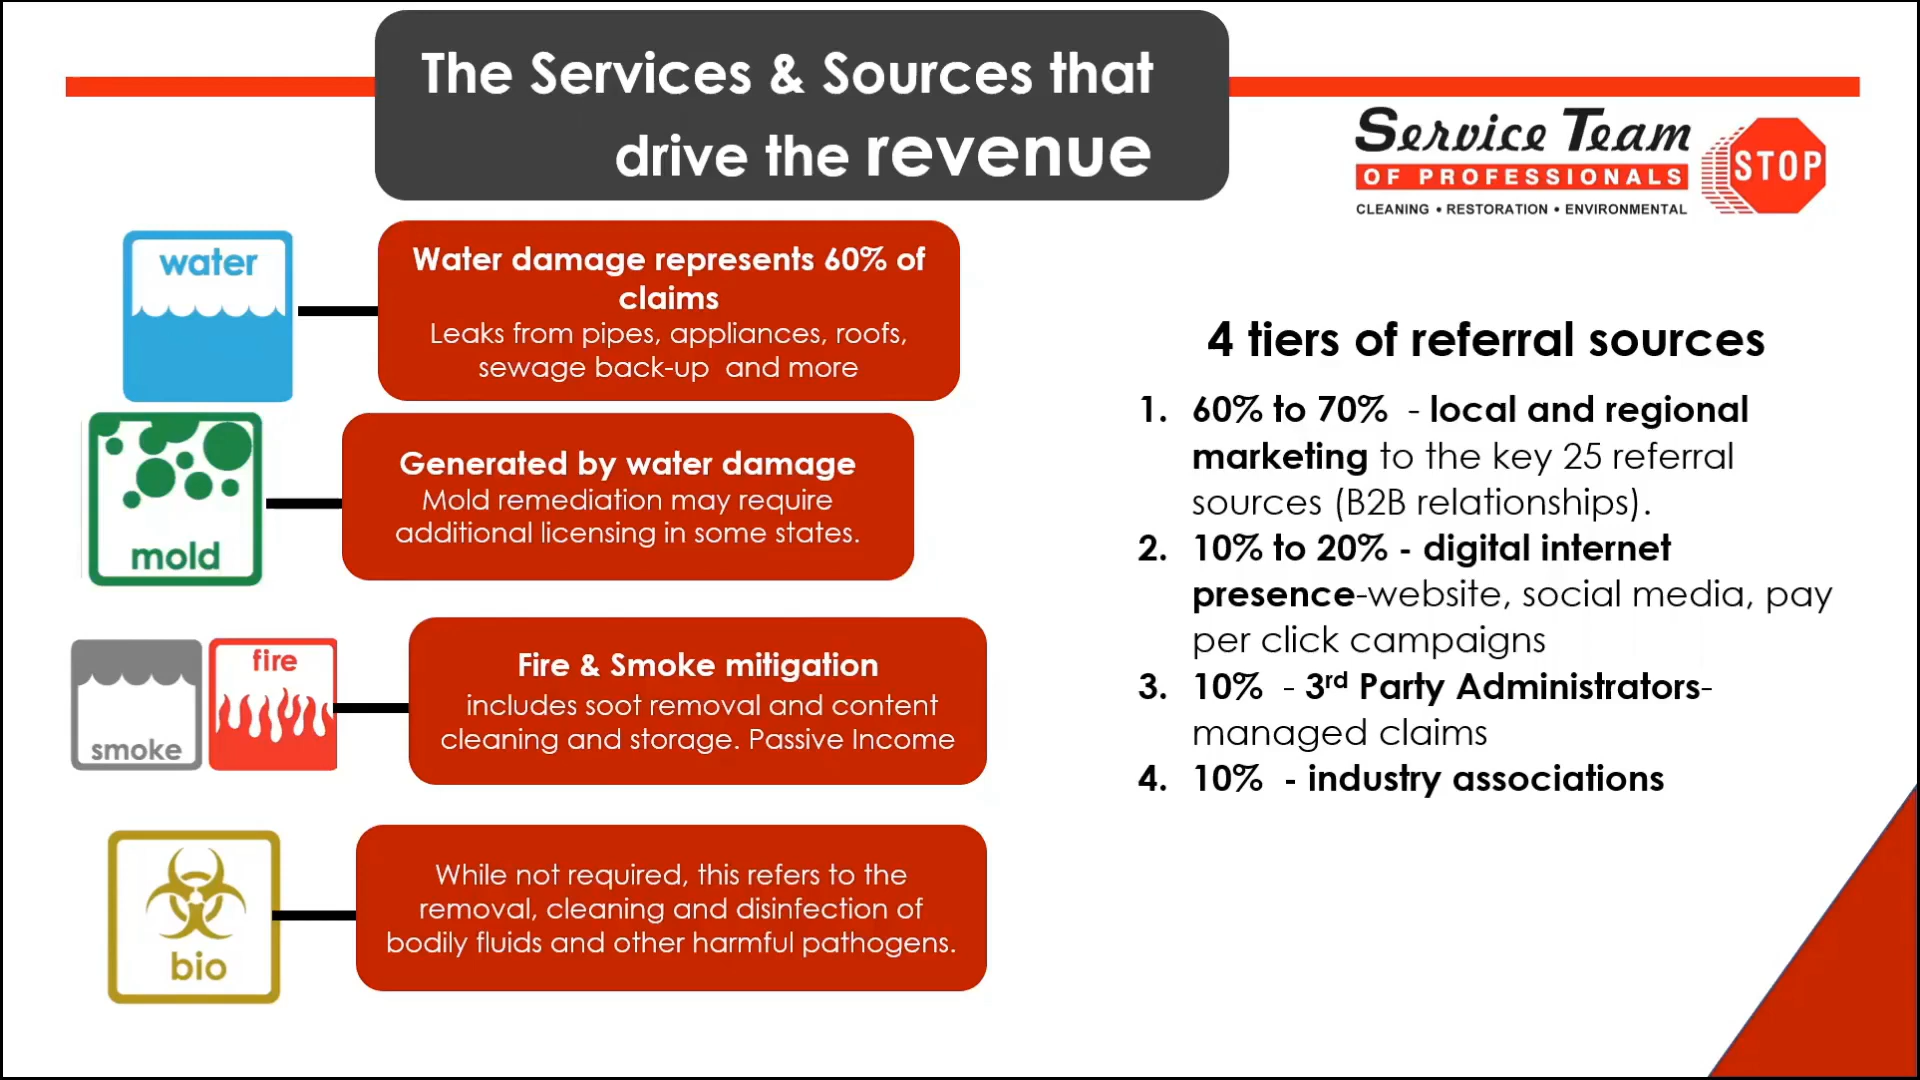 The Services & Sources that
drive the revenue
Service Team
OF PROFESSIONALS
CLEANING • RESTORATION • ENVIRONMENTAL
STOP
water
Water damage represents 60% of
claims
Leaks from pipes, appliances, roofs,
sewage back-up  and more
mold
Generated by water damage
Mold remediation may require
additional licensing in some states.
smoke
fire
Fire & Smoke mitigation
includes soot removal and content
cleaning and storage. Passive Income
bio
While not required, this refers to the
removal, cleaning and disinfection of
bodily fluids and other harmful pathogens.
4 tiers of referral sources
1. 60% to 70%  - local and regional
marketing to the key 25 referral
sources (B2B relationships).
2. 10% to 20% - digital internet
presence-website, social media, pay
per click campaigns
3. 10%  - 3rd Party Administrators-
managed claims
4. 10%  - industry associations